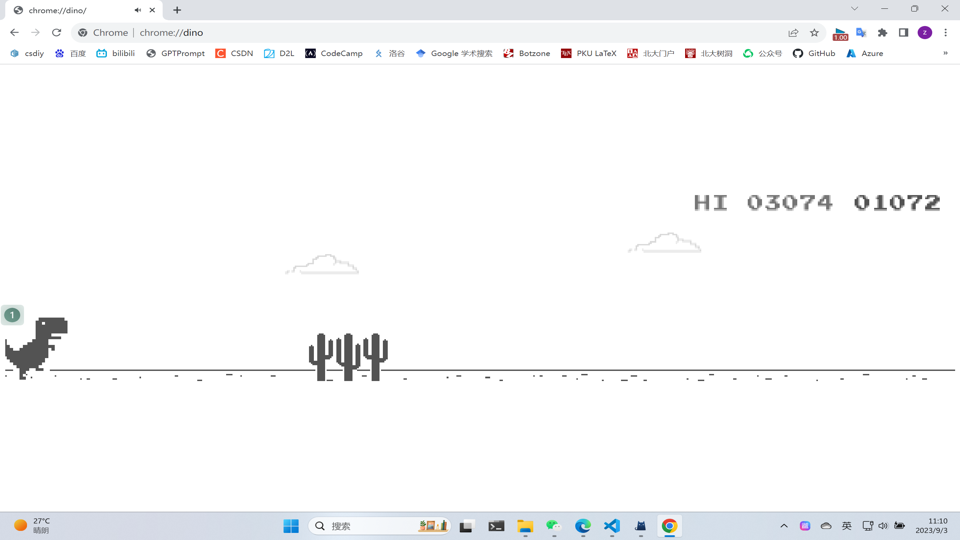 chrome://dino/
Chrome | chrome://dino
1.00
z
csdiy 百度 bilibili GPTPrompt CSDN D2L CodeCamp 洛谷 Google 学术搜索 Botzone PKU LaTeX 北大门户 北大树洞 公众号 GitHub Azure »
HI 03074 01072
1
27°C
晴朗
搜索
英
11:10
2023/9/3